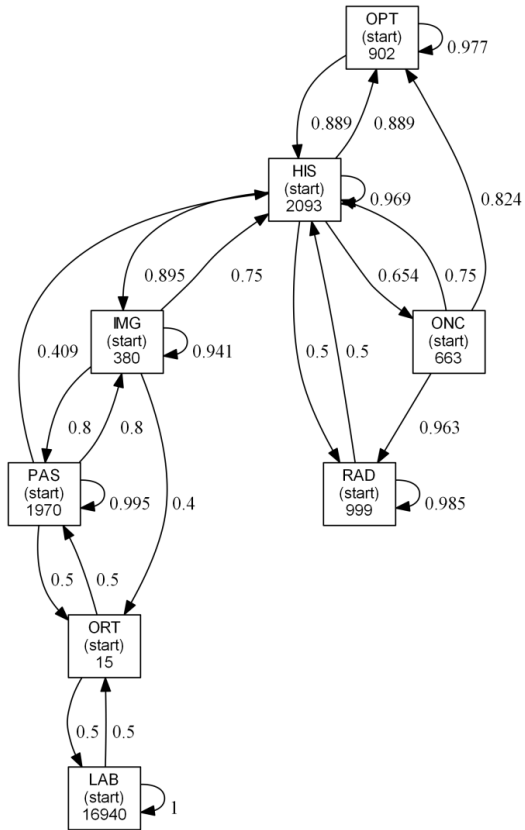 OPT
(start)
902
0.977
0.889
0.889
HIS
(start)
2093
0.969
0.824
0.895
0.75
0.654
0.75
IMG
(start)
380
0.941
ONC
(start)
663
0.409
0.5
0.5
0.8
0.8
0.963
PAS
(start)
1970
0.995
0.4
RAD
(start)
999
0.985
0.5
0.5
ORT
(start)
15
0.5
0.5
LAB
(start)
16940
1